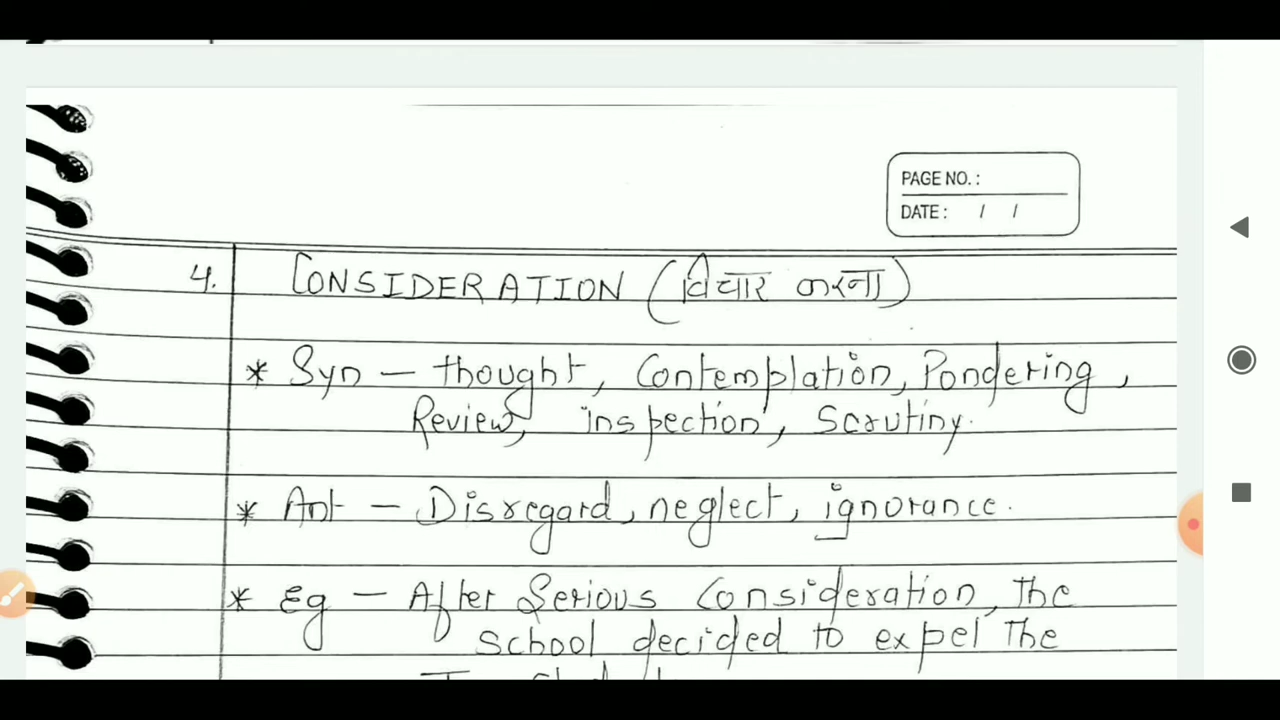 PAGE NO. :
DATE : / /
4. CONSIDERATION (विचार करना)
* Syn - thought, Contemplation, Pondering,
Review, inspection, Scrutiny.
* Ant - Disregard, neglect, ignorance.
* Eg - After Serious Consideration, The
School decided to expel The